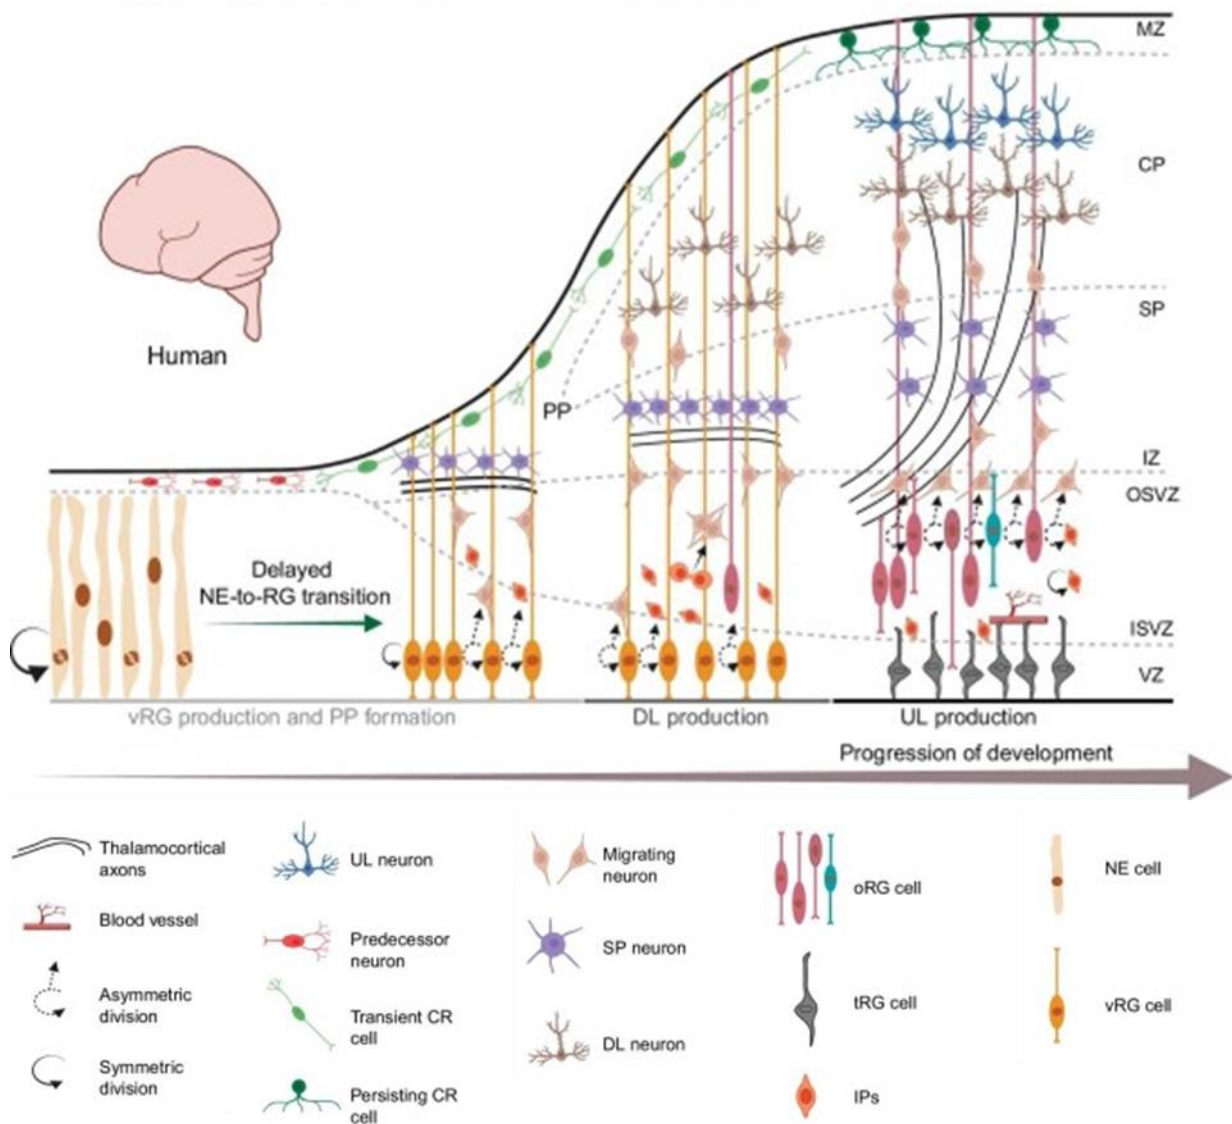 MZ
CP
SP
Human
PP
IZ
OSVZ
Delayed
NE-to-RG transition
ISVZ
VZ
vRG production and PP formation
DL production
UL production
Progression of development
Thalamocortical
axons
Blood vessel
Asymmetric
division
Symmetric
division
UL neuron
Predecessor
neuron
Transient CR
cell
Persisting CR
cell
Migrating
neuron
SP neuron
DL neuron
oRG cell
tRG cell
IPs
NE cell
vRG cell